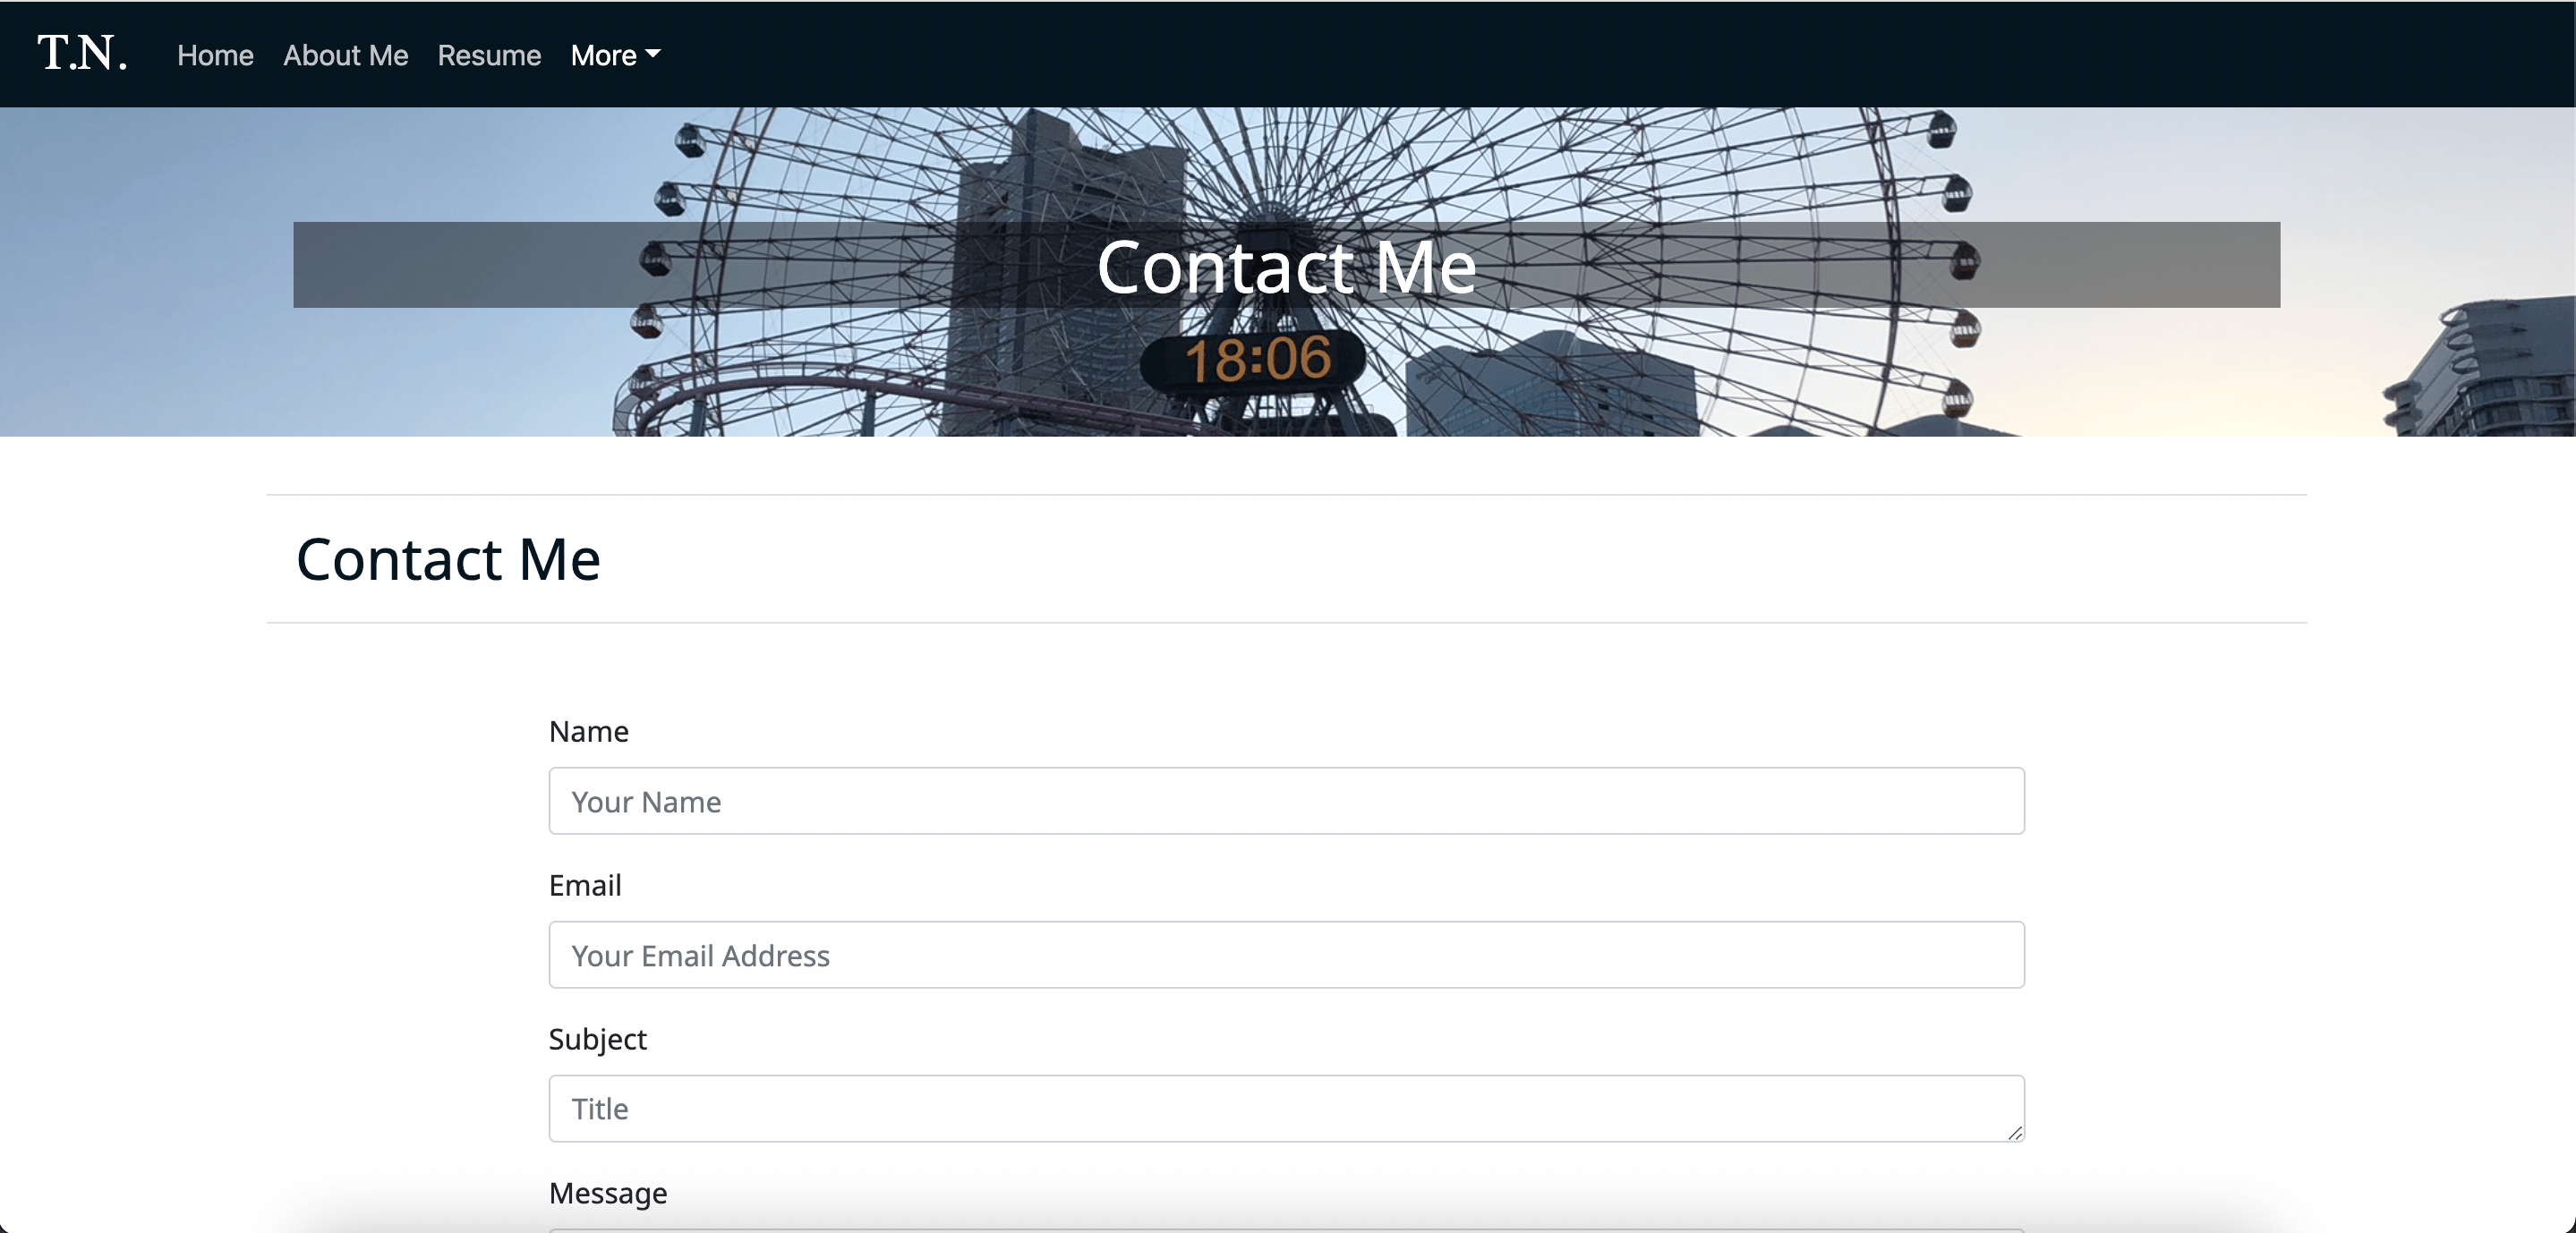 T.N. Home About Me Resume More
Contact Me
18:06
Contact Me
Name
Your Name
Email
Your Email Address
Subject
Title
Message